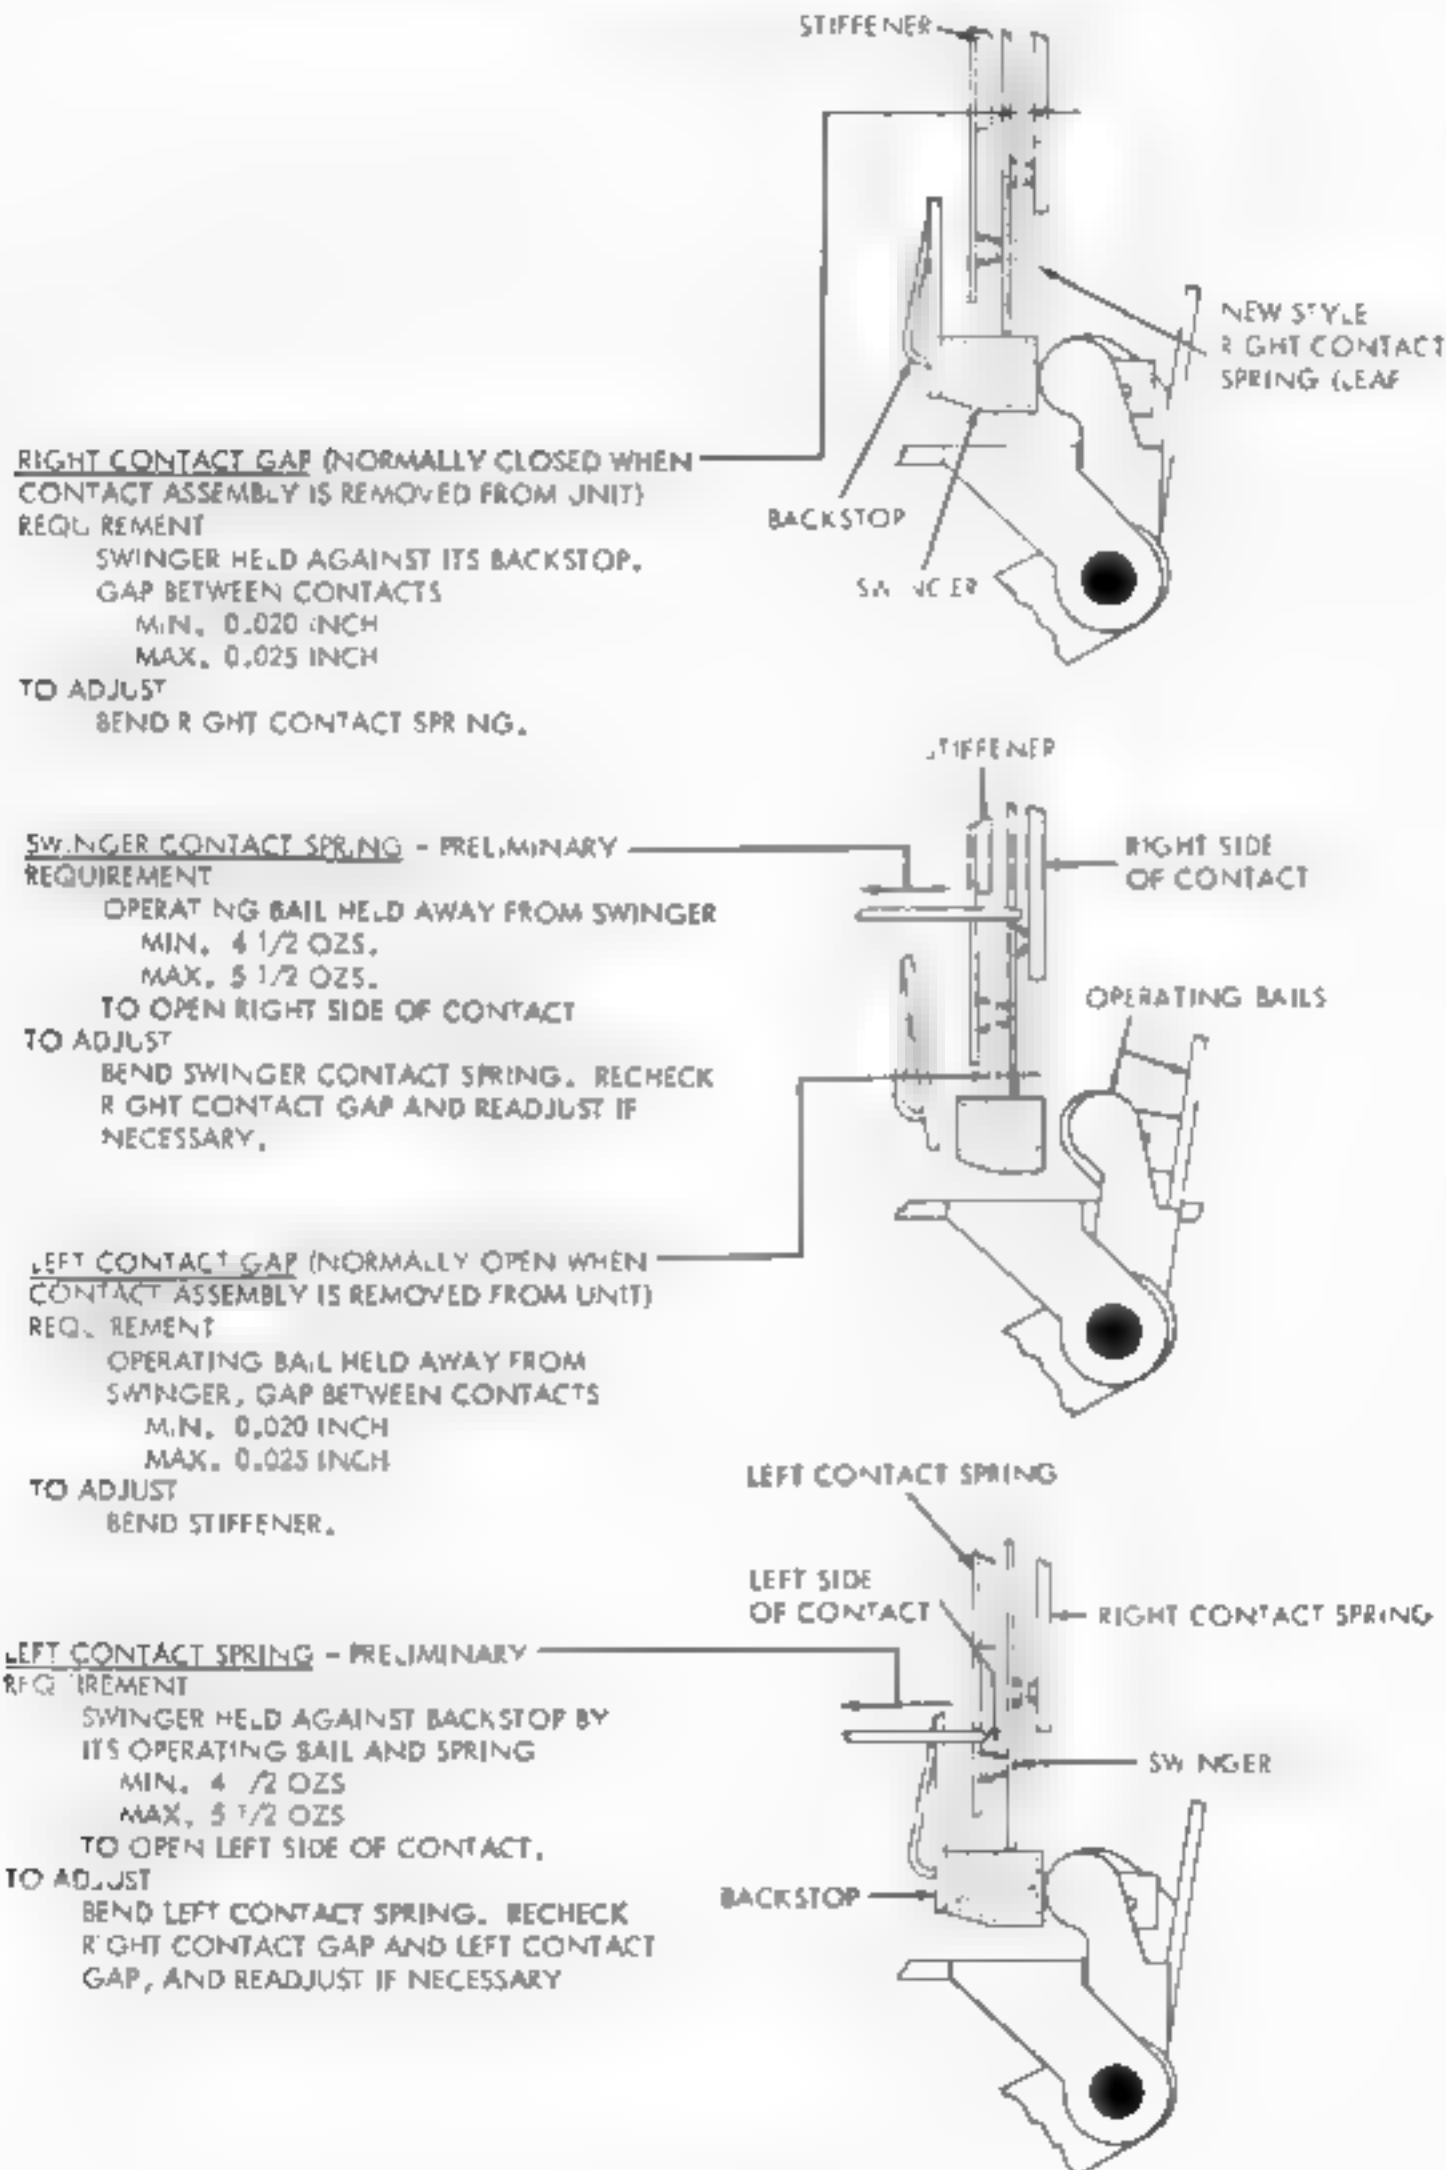 STIFFENER
NEW STYLE
RIGHT CONTACT
SPRING (LEAF
BACKSTOP
SWINGER
RIGHT CONTACT GAP (NORMALLY CLOSED WHEN
CONTACT ASSEMBLY IS REMOVED FROM UNIT)
REQUIREMENT
SWINGER HELD AGAINST ITS BACKSTOP.
GAP BETWEEN CONTACTS
MIN. 0.020 INCH
MAX. 0.025 INCH
TO ADJUST
BEND RIGHT CONTACT SPRING.
STIFFENER
RIGHT SIDE
OF CONTACT
OPERATING BAILS
SWINGER CONTACT SPRING - PRELIMINARY
REQUIREMENT
OPERATING BAIL HELD AWAY FROM SWINGER
MIN. 4 1/2 OZS.
MAX. 5 1/2 OZS.
TO OPEN RIGHT SIDE OF CONTACT
TO ADJUST
BEND SWINGER CONTACT SPRING. RECHECK
RIGHT CONTACT GAP AND READJUST IF
NECESSARY.
LEFT CONTACT GAP (NORMALLY OPEN WHEN
CONTACT ASSEMBLY IS REMOVED FROM UNIT)
REQUIREMENT
OPERATING BAIL HELD AWAY FROM
SWINGER, GAP BETWEEN CONTACTS
MIN. 0.020 INCH
MAX. 0.025 INCH
TO ADJUST
BEND STIFFENER.
LEFT CONTACT SPRING
LEFT SIDE
OF CONTACT
RIGHT CONTACT SPRING
SWINGER
BACKSTOP
LEFT CONTACT SPRING - PRELIMINARY
REQUIREMENT
SWINGER HELD AGAINST BACKSTOP BY
ITS OPERATING BAIL AND SPRING
MIN. 4 /2 OZS
MAX. 5 1/2 OZS
TO OPEN LEFT SIDE OF CONTACT.
TO ADJUST
BEND LEFT CONTACT SPRING. RECHECK
RIGHT CONTACT GAP AND LEFT CONTACT
GAP, AND READJUST IF NECESSARY